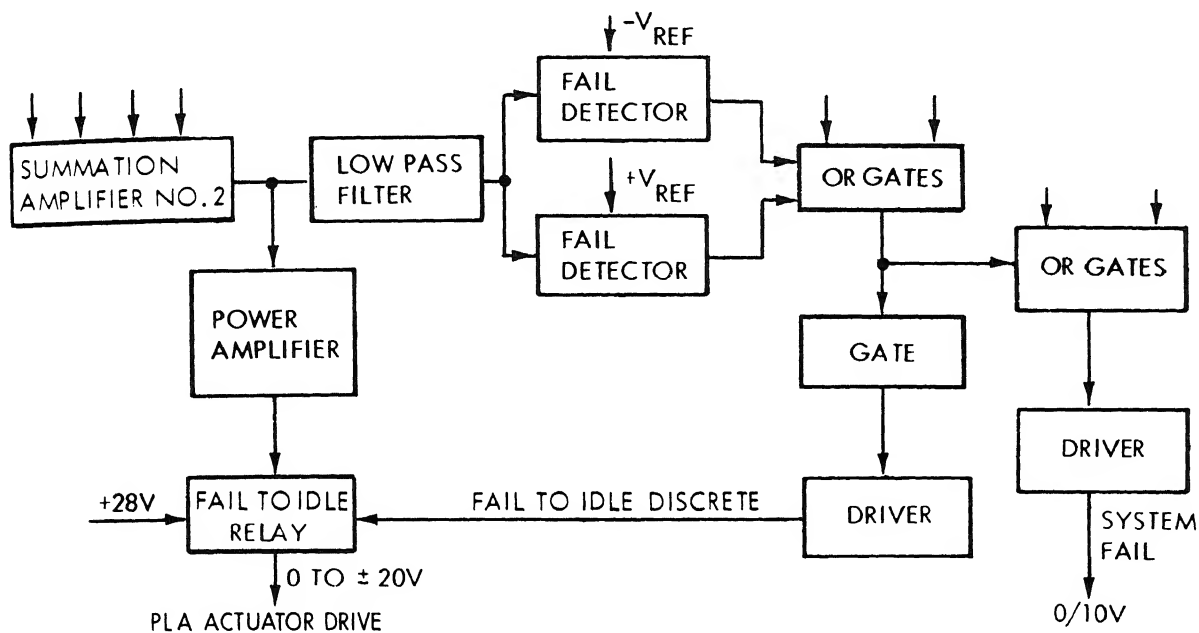 -V REF
FAIL
DETECTOR
SUMMATION
AMPLIFIER NO. 2
LOW PASS
FILTER
+V REF
OR GATES
FAIL
DETECTOR
OR GATES
POWER
AMPLIFIER
GATE
DRIVER
+28V
FAIL TO IDLE
RELAY
FAIL TO IDLE DISCRETE
DRIVER
SYSTEM
FAIL
0 TO ± 20V
PLA ACTUATOR DRIVE
0/10V